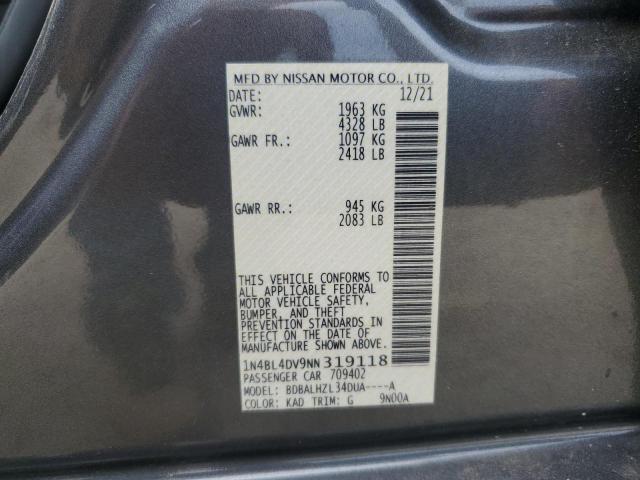 MFD BY NISSAN MOTOR CO., LTD.
DATE: 12/21
GVWR: 1963 KG
4328 LB
GAWR FR.: 1097 KG
2418 LB
GAWR RR.: 945 KG
2083 LB
THIS VEHICLE CONFORMS TO
ALL APPLICABLE FEDERAL
MOTOR VEHICLE SAFETY,
BUMPER, AND THEFT
PREVENTION STANDARDS IN
EFFECT ON THE DATE OF
MANUFACTURE SHOWN ABOVE.
1N4BL4DV9NN319118
PASSENGER CAR 709402
MODEL: BDBALHZL34DUA----A
COLOR: KAD TRIM: G 9N00A